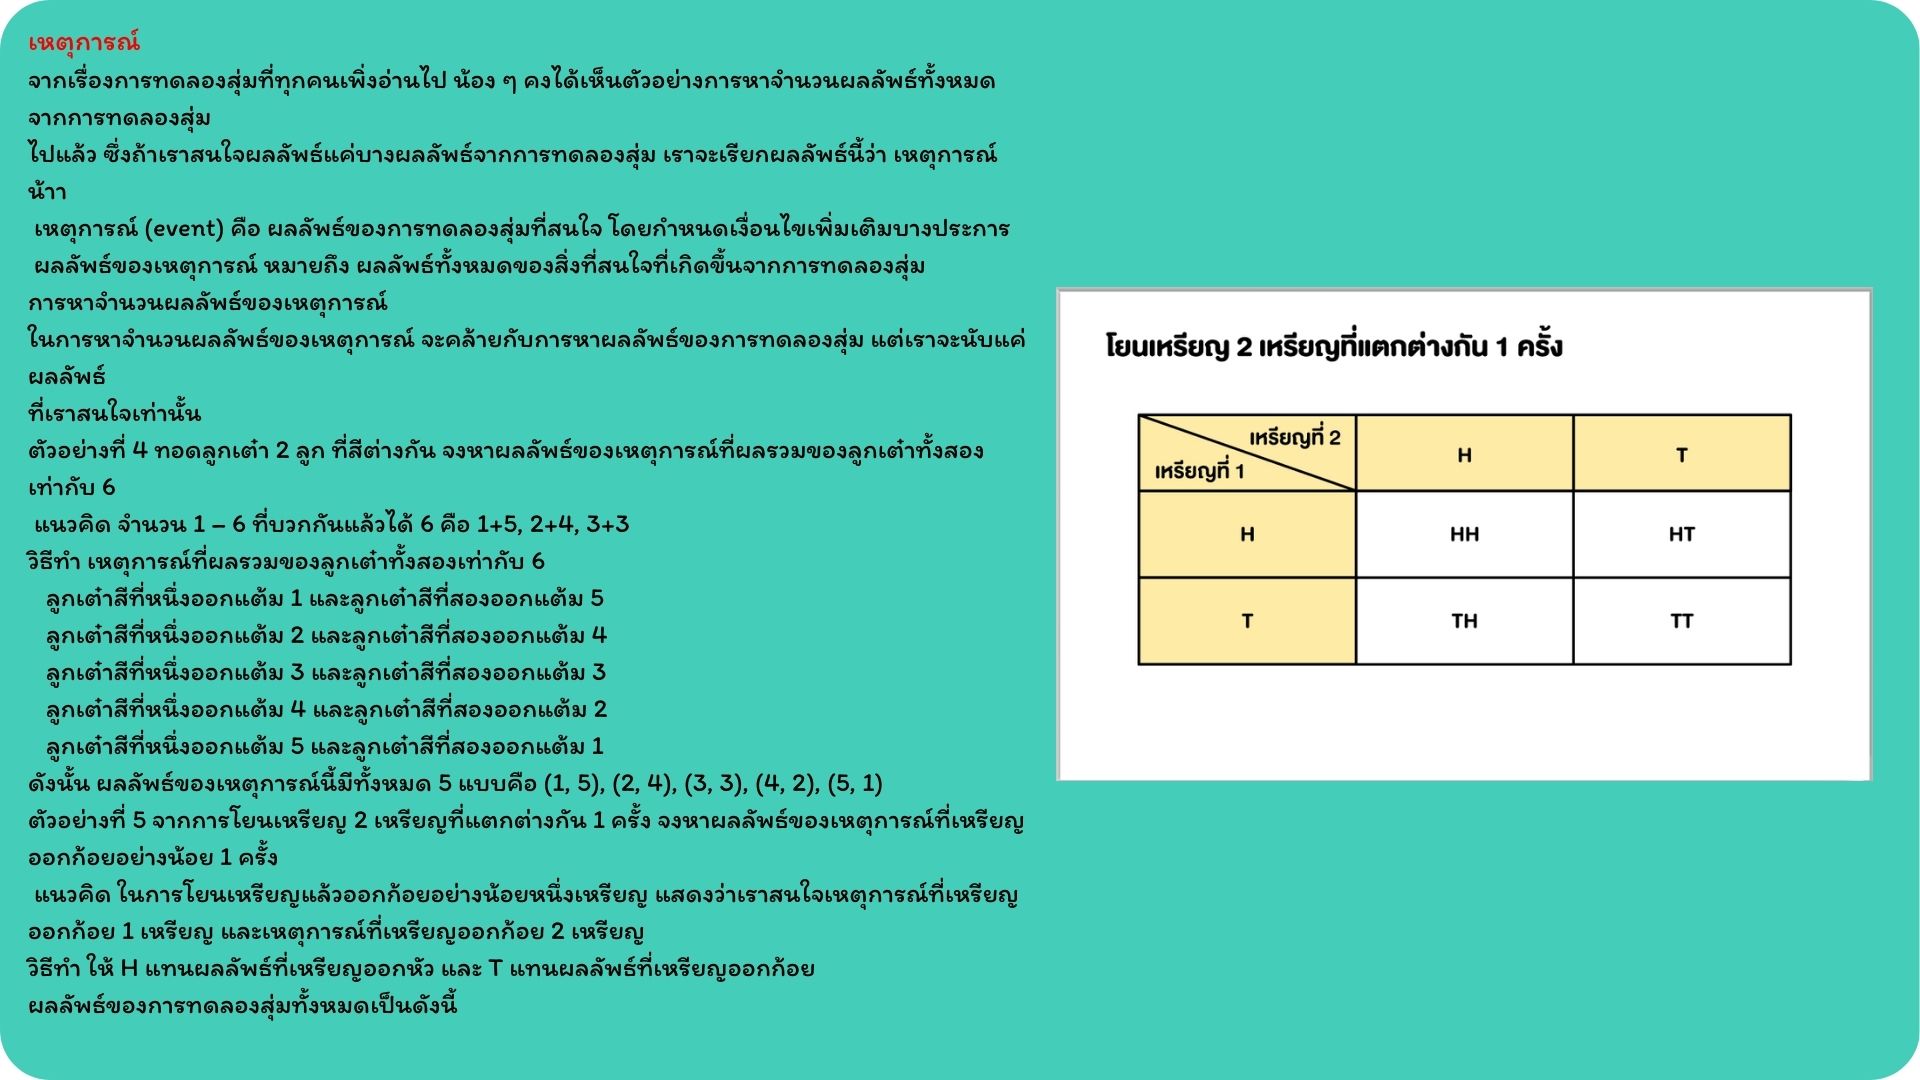 เหตุการณ์
จากเรื่องการทดลองสุ่มที่ทุกคนเพิ่งอ่านไป น้อง ๆ คงได้เห็นตัวอย่างการหาจำนวนผลลัพธ์ทั้งหมด
จากการทดลองสุ่ม
ไปแล้ว ซึ่งถ้าเราสนใจผลลัพธ์แค่บางผลลัพธ์จากการทดลองสุ่ม เราจะเรียกผลลัพธ์นี้ว่า เหตุการณ์
น้าา
เหตุการณ์ (event) คือ ผลลัพธ์ของการทดลองสุ่มที่สนใจ โดยกำหนดเงื่อนไขเพิ่มเติมบางประการ
ผลลัพธ์ของเหตุการณ์ หมายถึง ผลลัพธ์ทั้งหมดของสิ่งที่สนใจที่เกิดขึ้นจากการทดลองสุ่ม
การหาจำนวนผลลัพธ์ของเหตุการณ์
ในการหาจำนวนผลลัพธ์ของเหตุการณ์ จะคล้ายกับการหาผลลัพธ์ของการทดลองสุ่ม แต่เราจะนับแค่
ผลลัพธ์
ที่เราสนใจเท่านั้น
ตัวอย่างที่ 4 ทอดลูกเต๋า 2 ลูก ที่สีต่างกัน จงหาผลลัพธ์ของเหตุการณ์ที่ผลรวมของลูกเต๋าทั้งสอง
เท่ากับ 6
แนวคิด จำนวน 1 – 6 ที่บวกกันแล้วได้ 6 คือ 1+5, 2+4, 3+3
วิธีทำ เหตุการณ์ที่ผลรวมของลูกเต๋าทั้งสองเท่ากับ 6
ลูกเต๋าสีที่หนึ่งออกแต้ม 1 และลูกเต๋าสีที่สองออกแต้ม 5
ลูกเต๋าสีที่หนึ่งออกแต้ม 2 และลูกเต๋าสีที่สองออกแต้ม 4
ลูกเต๋าสีที่หนึ่งออกแต้ม 3 และลูกเต๋าสีที่สองออกแต้ม 3
ลูกเต๋าสีที่หนึ่งออกแต้ม 4 และลูกเต๋าสีที่สองออกแต้ม 2
ลูกเต๋าสีที่หนึ่งออกแต้ม 5 และลูกเต๋าสีที่สองออกแต้ม 1
ดังนั้น ผลลัพธ์ของเหตุการณ์นี้มีทั้งหมด 5 แบบคือ (1, 5), (2, 4), (3, 3), (4, 2), (5, 1)
ตัวอย่างที่ 5 จากการโยนเหรียญ 2 เหรียญที่แตกต่างกัน 1 ครั้ง จงหาผลลัพธ์ของเหตุการณ์ที่เหรียญ
ออกก้อยอย่างน้อย 1 ครั้ง
แนวคิด ในการโยนเหรียญแล้วออกก้อยอย่างน้อยหนึ่งเหรียญ แสดงว่าเราสนใจเหตุการณ์ที่เหรียญ
ออกก้อย 1 เหรียญ และเหตุการณ์ที่เหรียญออกก้อย 2 เหรียญ
วิธีทำ ให้ H แทนผลลัพธ์ที่เหรียญออกหัว และ T แทนผลลัพธ์ที่เหรียญออกก้อย
ผลลัพธ์ของการทดลองสุ่มทั้งหมดเป็นดังนี้
โยนเหรียญ 2 เหรียญที่แตกต่างกัน 1 ครั้ง
เหรียญที่ 2
เหรียญที่ 1
H T
H HH HT
T TH TT